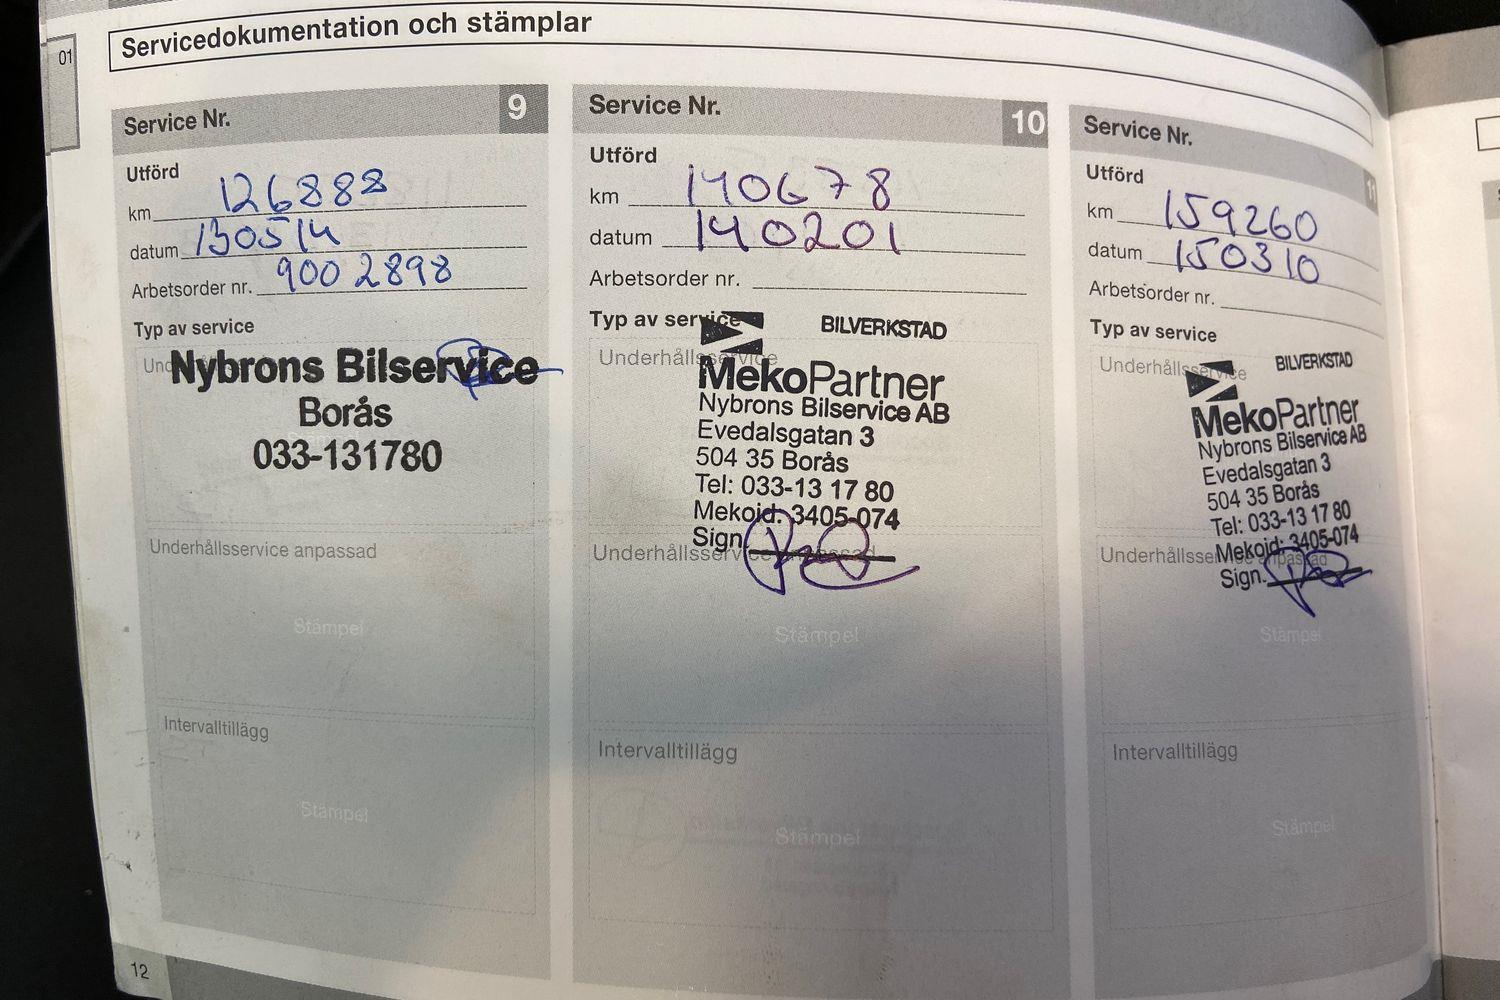 01
Servicedokumentation och stämplar
Service Nr. 9
Utförd
km 126888
datum 130514
Arbetsorder nr. 9002898
Typ av service
Nybrons Bilservice
Borås
033-131780
Underhållsservice anpassad
Stämpel
Intervalltillägg
Stämpel
12
Service Nr. 10
Utförd
km 140678
datum 140201
Arbetsorder nr.
Typ av service
BILVERKSTAD
Underhållsservice
MekoPartner
Nybrons Bilservice AB
Evedalsgatan 3
504 35 Borås
Tel: 033-13 17 80
Mekoid: 3405-074
Sign.
Underhållsservice anpassad
Stämpel
Intervalltillägg
Stämpel
Service Nr. 11
Utförd
km 159260
datum 150310
Arbetsorder nr.
Typ av service
BILVERKSTAD
Underhållsservice
MekoPartner
Nybrons Bilservice AB
Evedalsgatan 3
504 35 Borås
Tel: 033-13 17 80
Mekoid: 3405-074
Underhållsservice anpassad
Sign.
Stämpel
Intervalltillägg
Stämpel